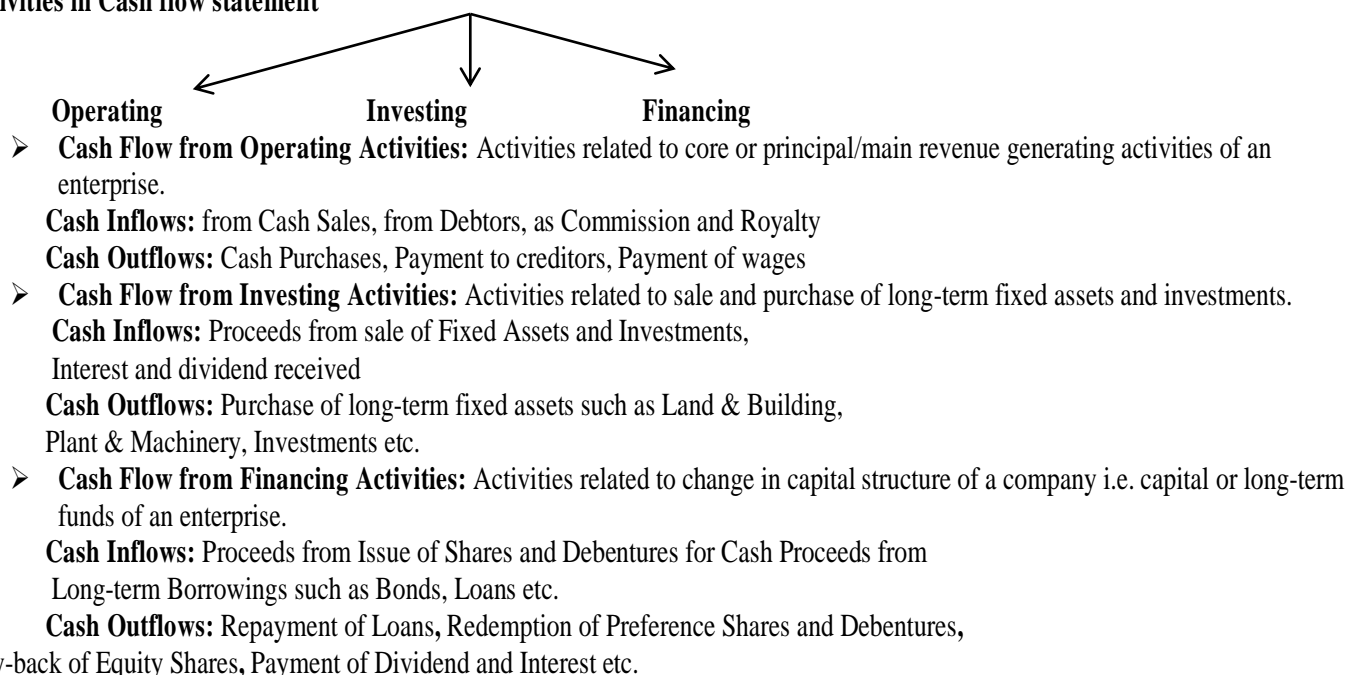 ivities in Cash flow statement
Operating Investing Financing
➢ Cash Flow from Operating Activities: Activities related to core or principal/main revenue generating activities of an
enterprise.
Cash Inflows: from Cash Sales, from Debtors, as Commission and Royalty
Cash Outflows: Cash Purchases, Payment to creditors, Payment of wages
➢ Cash Flow from Investing Activities: Activities related to sale and purchase of long-term fixed assets and investments.
Cash Inflows: Proceeds from sale of Fixed Assets and Investments,
Interest and dividend received
Cash Outflows: Purchase of long-term fixed assets such as Land & Building,
Plant & Machinery, Investments etc.
➢ Cash Flow from Financing Activities: Activities related to change in capital structure of a company i.e. capital or long-term
funds of an enterprise.
Cash Inflows: Proceeds from Issue of Shares and Debentures for Cash Proceeds from
Long-term Borrowings such as Bonds, Loans etc.
Cash Outflows: Repayment of Loans, Redemption of Preference Shares and Debentures,
-back of Equity Shares, Payment of Dividend and Interest etc.